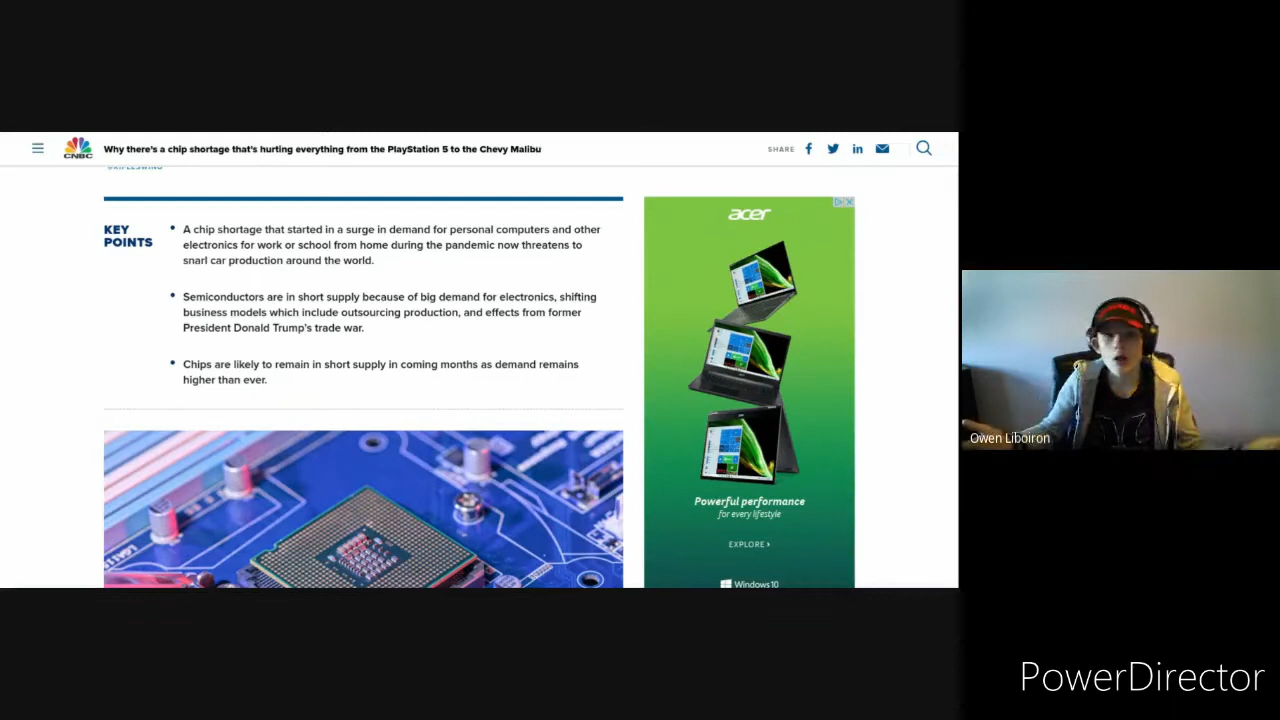 CNBC
Why there's a chip shortage that's hurting everything from the PlayStation 5 to the Chevy Malibu
SHARE
KEY
POINTS
A chip shortage that started in a surge in demand for personal computers and other
electronics for work or school from home during the pandemic now threatens to
snarl car production around the world.
Semiconductors are in short supply because of big demand for electronics, shifting
business models which include outsourcing production, and effects from former
President Donald Trump's trade war.
Chips are likely to remain in short supply in coming months as demand remains
higher than ever.
acer
Powerful performance
for every lifestyle
EXPLORE ›
Windows10
Owen Liboiron
PowerDirector